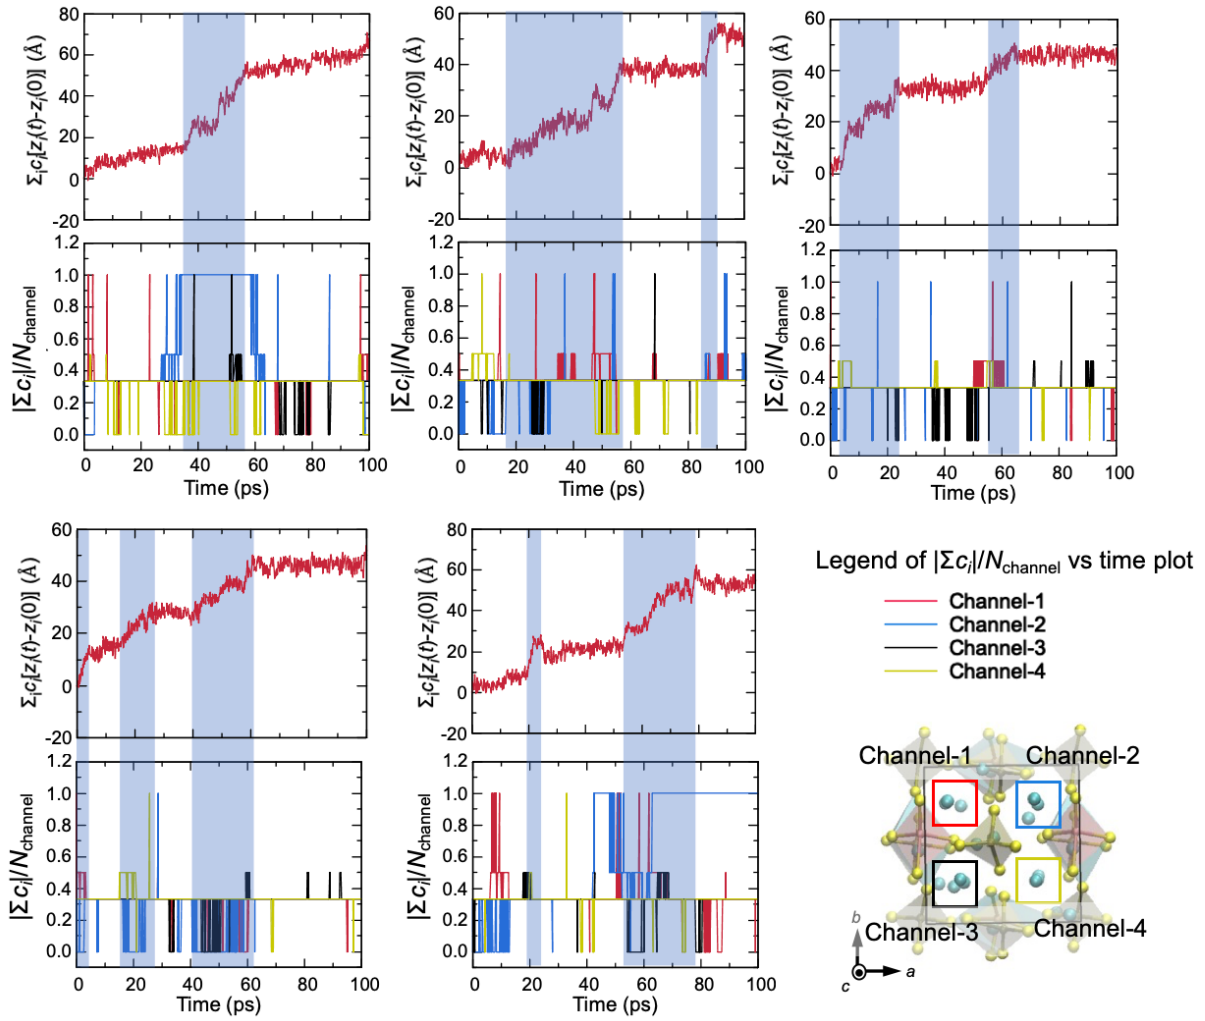 80
60
40
20
0
-20
Σᵢcᵢ[zᵢ(t)-zᵢ(0)] (Å)
60
40
20
0
-20
Σᵢcᵢ[zᵢ(t)-zᵢ(0)] (Å)
80
60
40
20
0
-20
Σᵢcᵢ[zᵢ(t)-zᵢ(0)] (Å)
1.2
1.0
0.8
0.6
0.4
0.2
0.0
|Σcᵢ|/Nchannel
0 20 40 60 80 100
Time (ps)
1.2
1.0
0.8
0.6
0.4
0.2
0.0
|Σcᵢ|/Nchannel
0 20 40 60 80 100
Time (ps)
1.2
1.0
0.8
0.6
0.4
0.2
0.0
|Σcᵢ|/Nchannel
0 20 40 60 80 100
Time (ps)
60
40
20
0
-20
Σᵢcᵢ[zᵢ(t)-zᵢ(0)] (Å)
80
60
40
20
0
-20
Σᵢcᵢ[zᵢ(t)-zᵢ(0)] (Å)
1.2
1.0
0.8
0.6
0.4
0.2
0.0
|Σcᵢ|/Nchannel
0 20 40 60 80 100
Time (ps)
1.2
1.0
0.8
0.6
0.4
0.2
0.0
|Σcᵢ|/Nchannel
0 20 40 60 80 100
Time (ps)
Legend of |Σcᵢ|/Nchannel vs time plot
Channel-1
Channel-2
Channel-3
Channel-4
Channel-1 Channel-2
Channel-3 Channel-4
b
c a